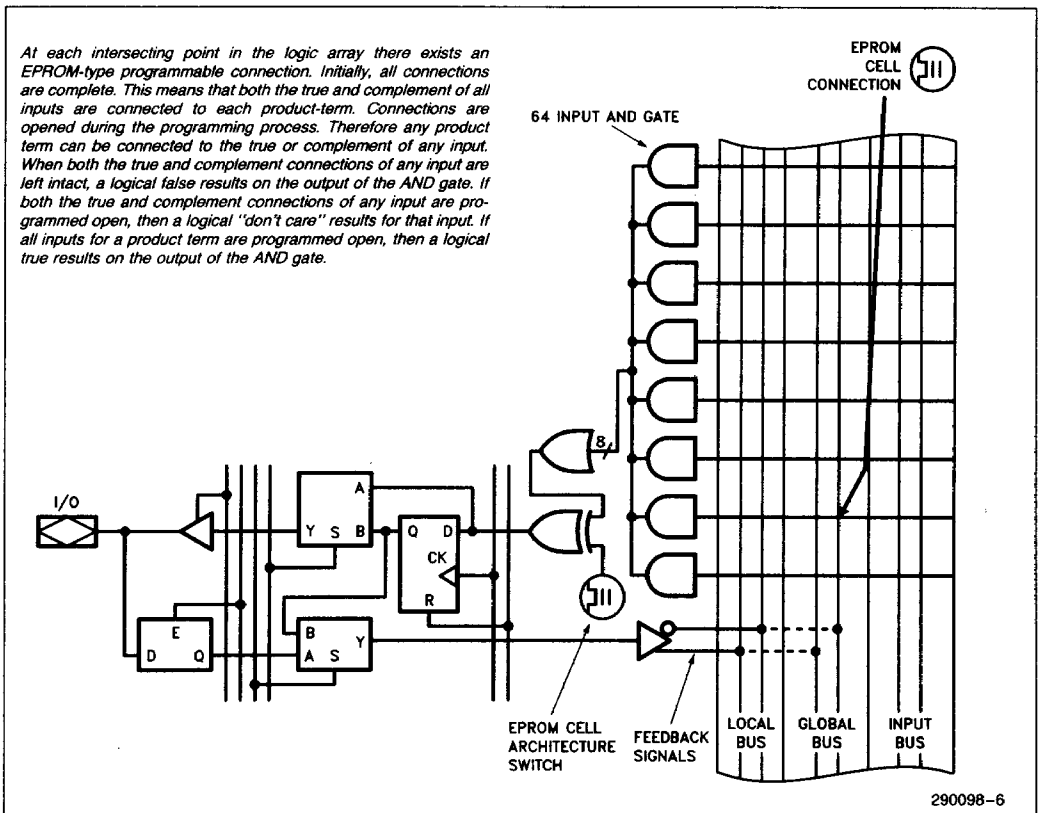 At each intersecting point in the logic array there exists an
EPROM-type programmable connection. Initially, all connections
are complete. This means that both the true and complement of all
inputs are connected to each product-term. Connections are
opened during the programming process. Therefore any product
term can be connected to the true or complement of any input.
When both the true and complement connections of any input are
left intact, a logical false results on the output of the AND gate. If
both the true and complement connections of any input are pro-
grammed open, then a logical "don't care" results for that input. If
all inputs for a product term are programmed open, then a logical
true results on the output of the AND gate.
EPROM
CELL
CONNECTION
64 INPUT AND GATE
8
I/O
A
Y S B
Q D
CK
R
E
D Q
B
A S
Y
EPROM CELL
ARCHITECTURE
SWITCH
FEEDBACK
SIGNALS
LOCAL
BUS
GLOBAL
BUS
INPUT
BUS
290098-6